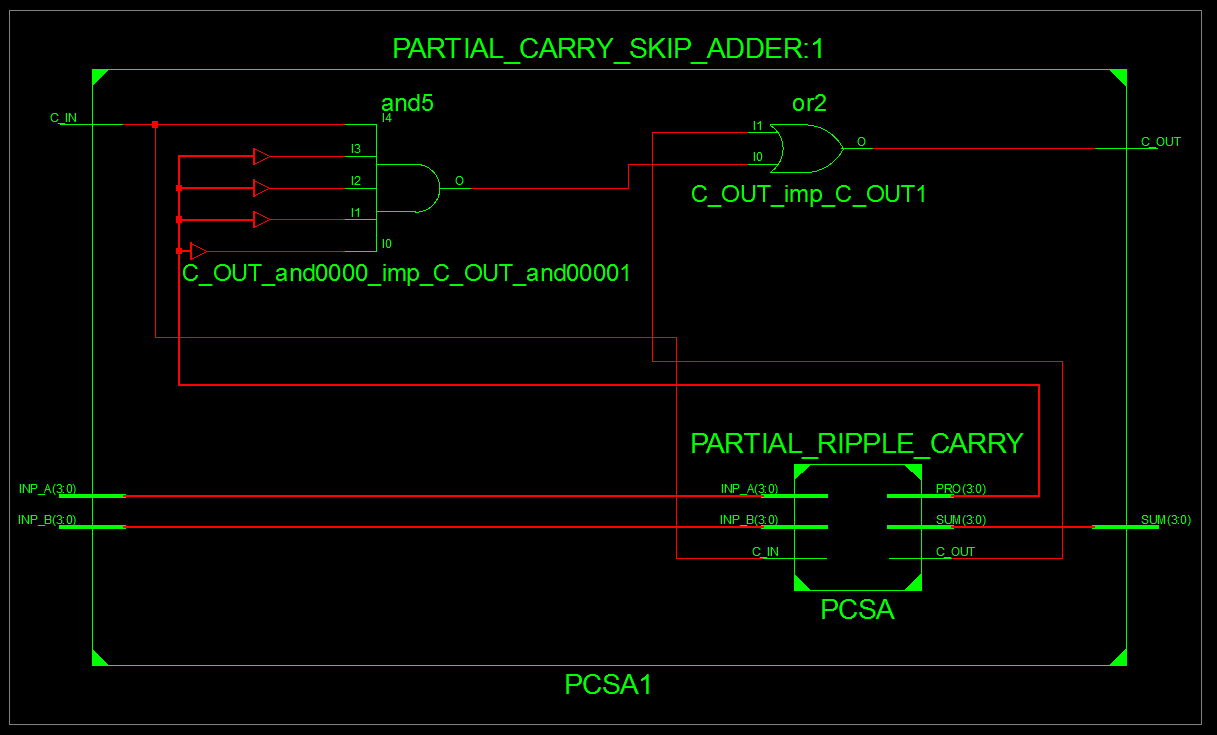 PARTIAL_CARRY_SKIP_ADDER:1
and5
or2
C_IN
I4
I3
I2
I1
I0
O
I1
I0
O
C_OUT
C_OUT_imp_C_OUT1
C_OUT_and0000_imp_C_OUT_and00001
PARTIAL_RIPPLE_CARRY
INP_A(3:0)
INP_A(3:0)
PRO(3:0)
INP_B(3:0)
INP_B(3:0)
SUM(3:0)
SUM(3:0)
C_IN
C_OUT
PCSA
PCSA1